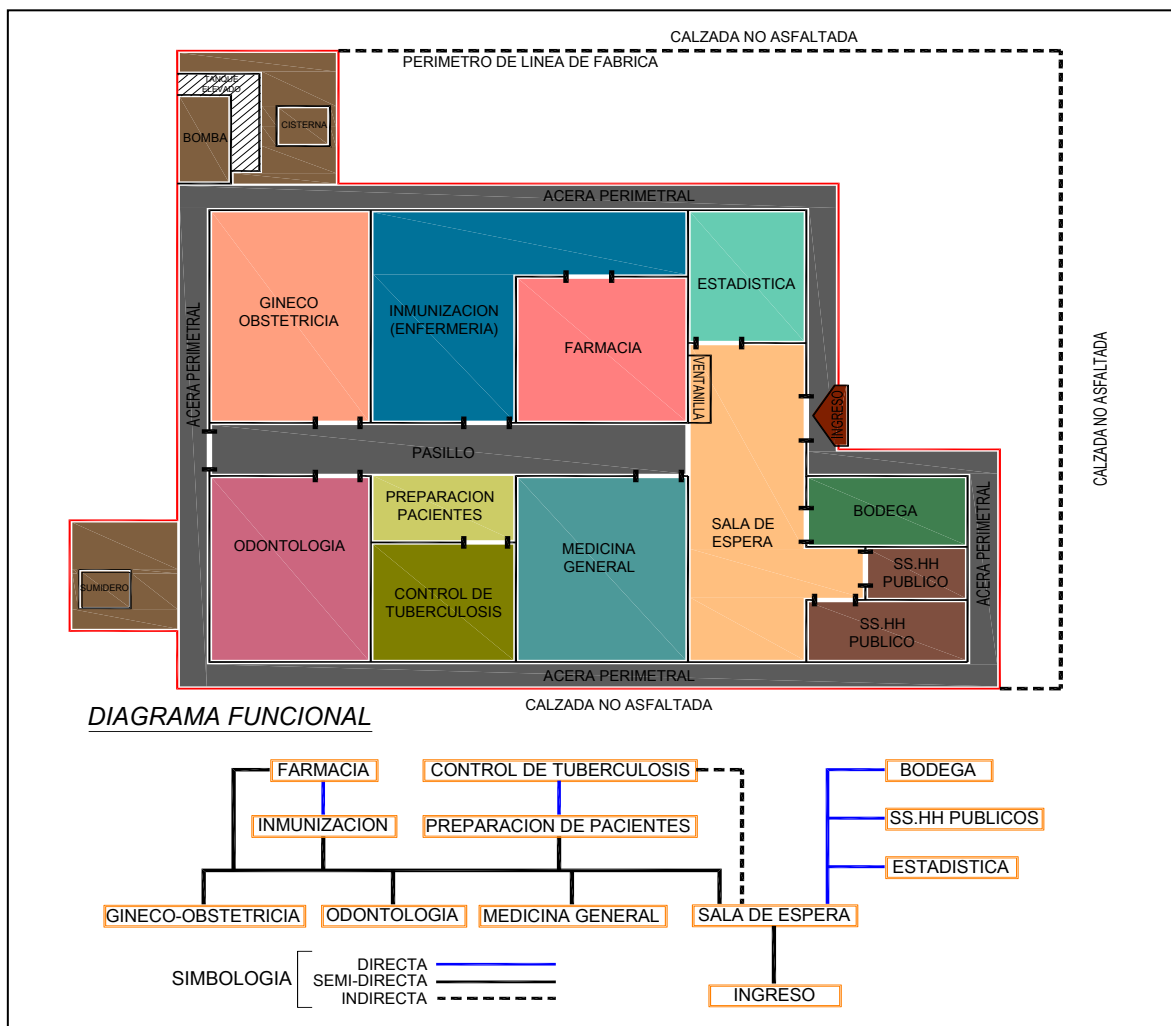 CALZADA NO ASFALTADA
PERIMETRO DE LINEA DE FABRICA
TANQUE
ELEVADO
CISTERNA
BOMBA
ACERA PERIMETRAL
ACERA PERIMETRAL
GINECO
OBSTETRICIA
INMUNIZACION
(ENFERMERIA)
FARMACIA
ESTADISTICA
VENTANILLA
INGRESO
CALZADA NO ASFALTADA
PASILLO
ODONTOLOGIA
PREPARACION
PACIENTES
CONTROL DE
TUBERCULOSIS
MEDICINA
GENERAL
SALA DE
ESPERA
BODEGA
SS.HH
PUBLICO
SS.HH
PUBLICO
ACERA PERIMETRAL
SUMIDERO
ACERA PERIMETRAL
CALZADA NO ASFALTADA
DIAGRAMA FUNCIONAL
FARMACIA
CONTROL DE TUBERCULOSIS
BODEGA
INMUNIZACION
PREPARACION DE PACIENTES
SS.HH PUBLICOS
ESTADISTICA
GINECO-OBSTETRICIA
ODONTOLOGIA
MEDICINA GENERAL
SALA DE ESPERA
SIMBOLOGIA
DIRECTA
SEMI-DIRECTA
INDIRECTA
INGRESO